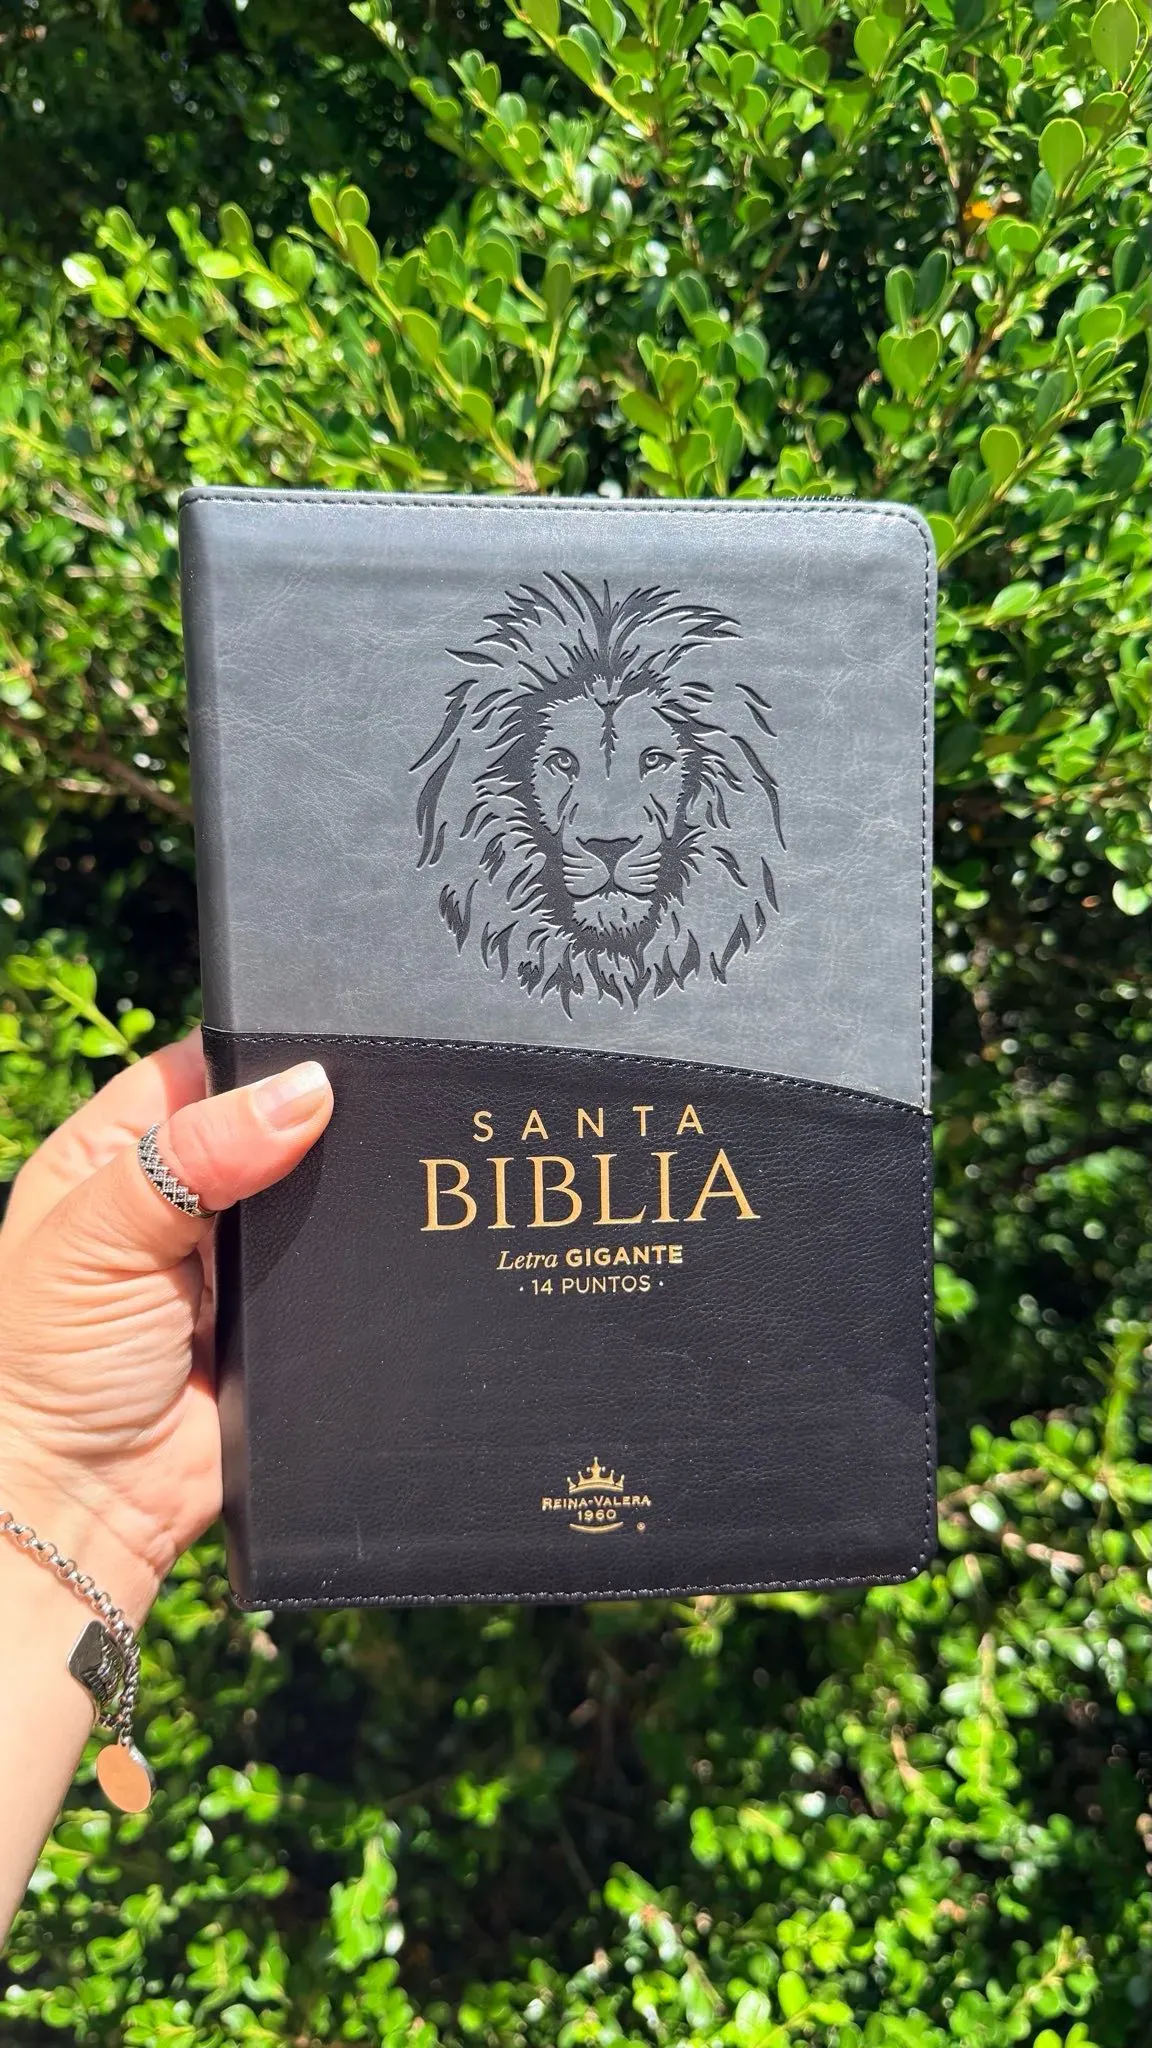 SANTA
BIBLIA
Letra GIGANTE
· 14 PUNTOS ·
REINA-VALERA
1960
®